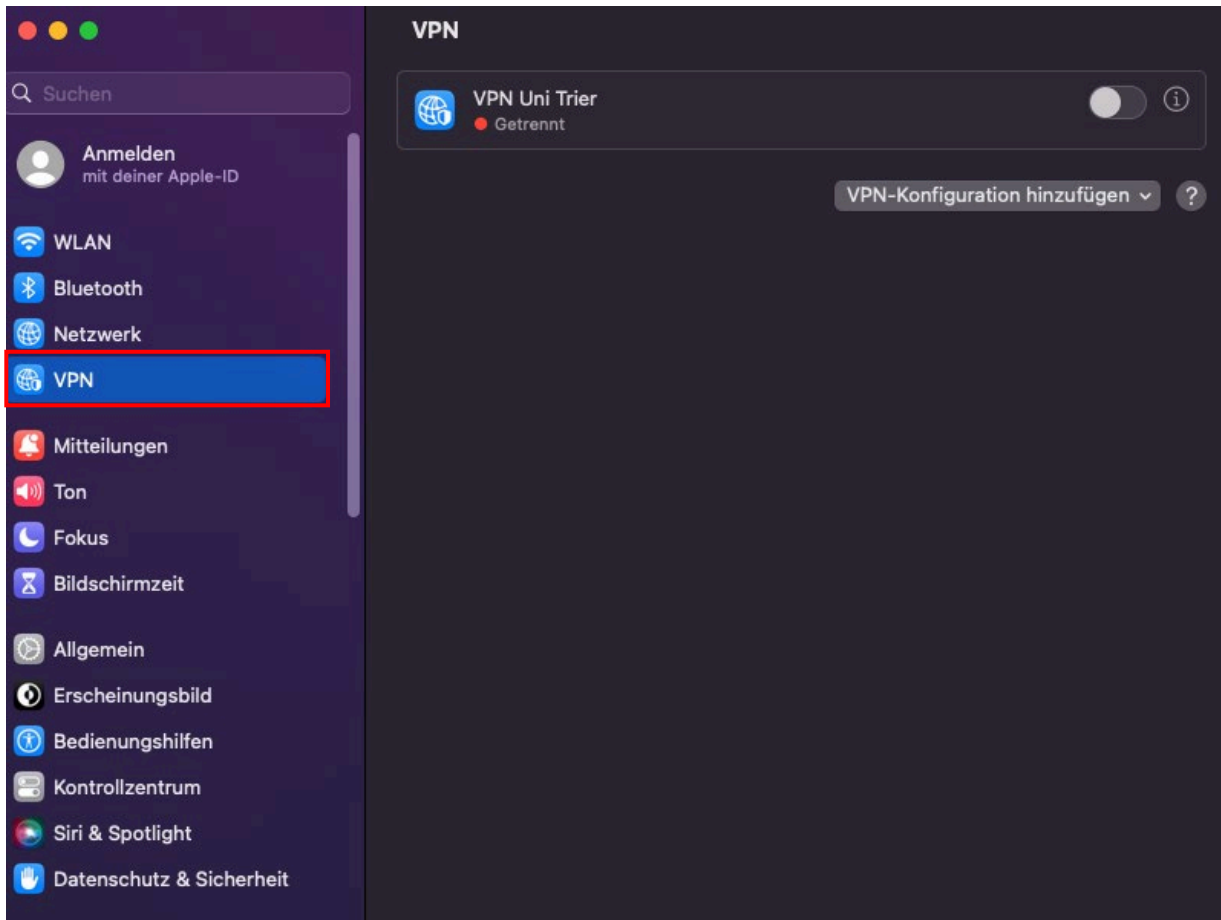 Suchen
Anmelden
mit deiner Apple-ID
WLAN
Bluetooth
Netzwerk
VPN
Mitteilungen
Ton
Fokus
Bildschirmzeit
Allgemein
Erscheinungsbild
Bedienungshilfen
Kontrollzentrum
Siri & Spotlight
Datenschutz & Sicherheit
VPN
VPN Uni Trier
Getrennt
VPN-Konfiguration hinzufügen
?